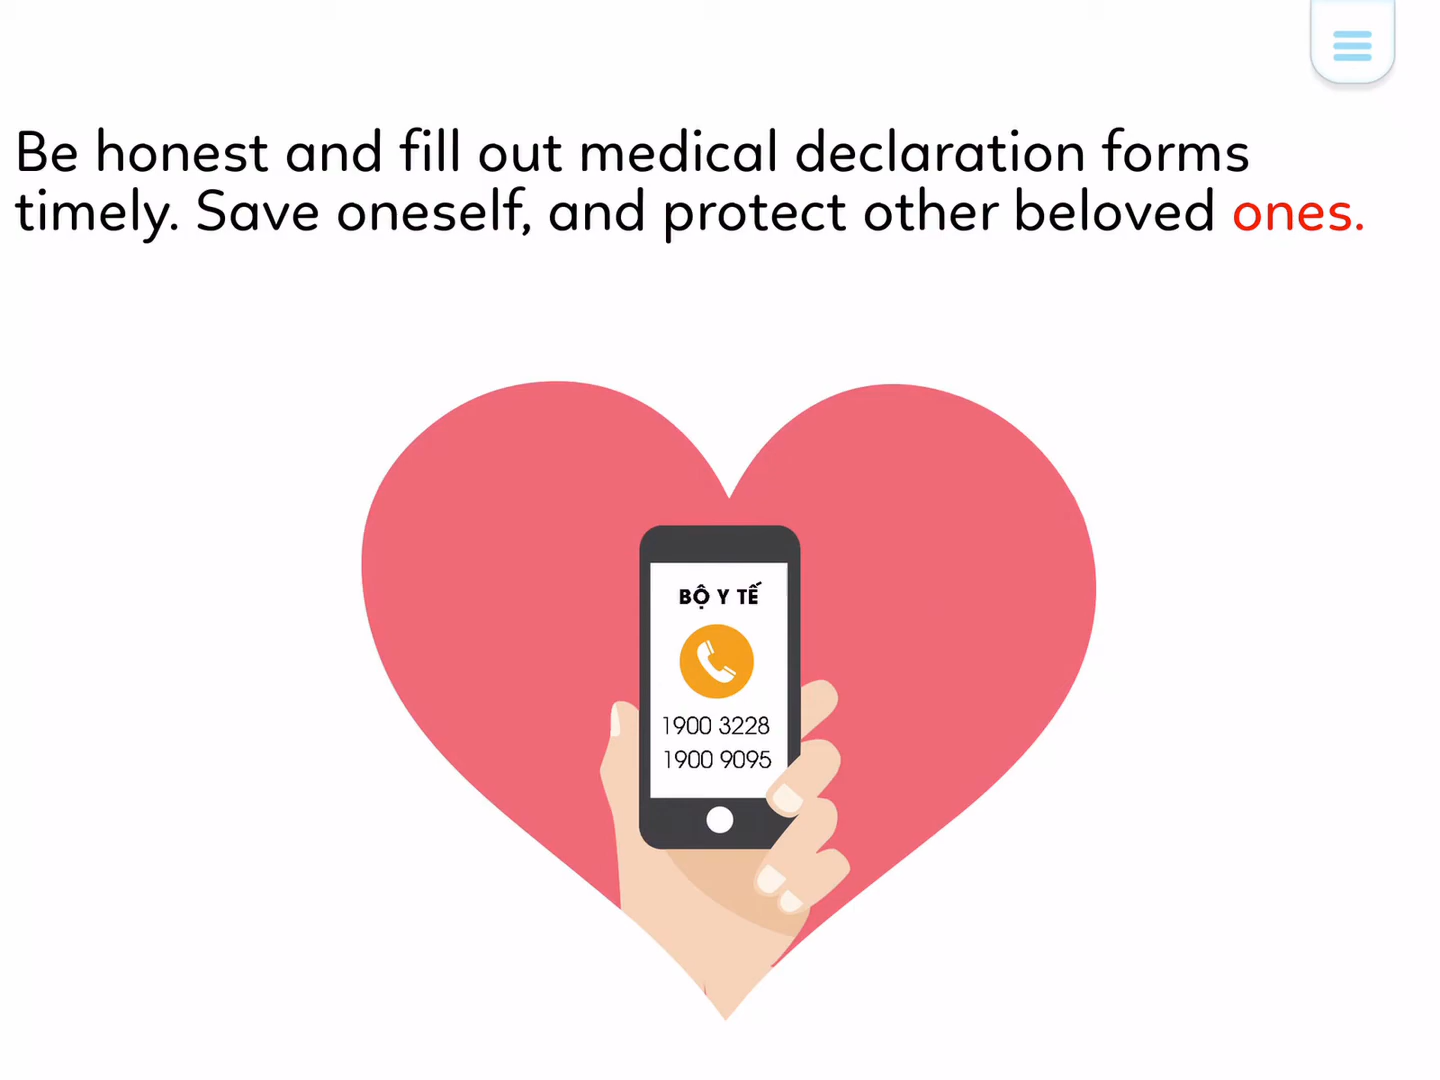 Be honest and fill out medical declaration forms
timely. Save oneself, and protect other beloved ones.
BỘ Y TẾ
1900 3228
1900 9095